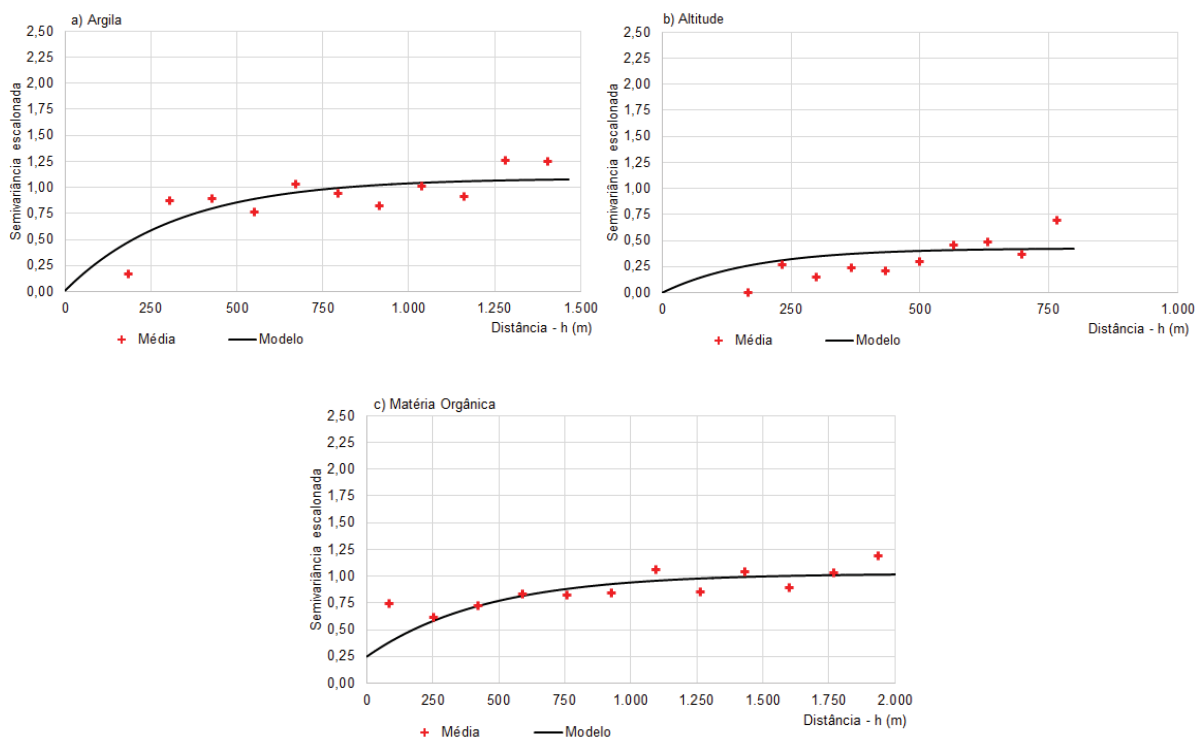 a) Argila
2,50
2,25
2,00
1,75
1,50
1,25
1,00
0,75
0,50
0,25
0,00
Semivariância escalonada
0 250 500 750 1.000 1.250 1.500
Distância - h (m)
Média Modelo
b) Altitude
2,50
2,25
2,00
1,75
1,50
1,25
1,00
0,75
0,50
0,25
0,00
Semivariância escalonada
0 250 500 750 1.000
Distância - h (m)
Média Modelo
c) Matéria Orgânica
2,50
2,25
2,00
1,75
1,50
1,25
1,00
0,75
0,50
0,25
0,00
Semivariância escalonada
0 250 500 750 1.000 1.250 1.500 1.750 2.000
Distância - h (m)
Média Modelo